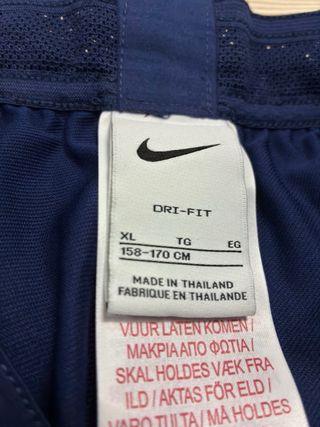 DRI-FIT
XL TG EG
158-170 CM
MADE IN THAILAND
FABRIQUE EN THAILANDE
VUUR LATEN KOMEN /
ΜΑΚΡΙΑ ΑΠΟ ΦΩΤΙΑ /
SKAL HOLDES VÆK FRA
ILD / AKTAS FÖR ELD /
VARO TULTA / MÅ HOLDES